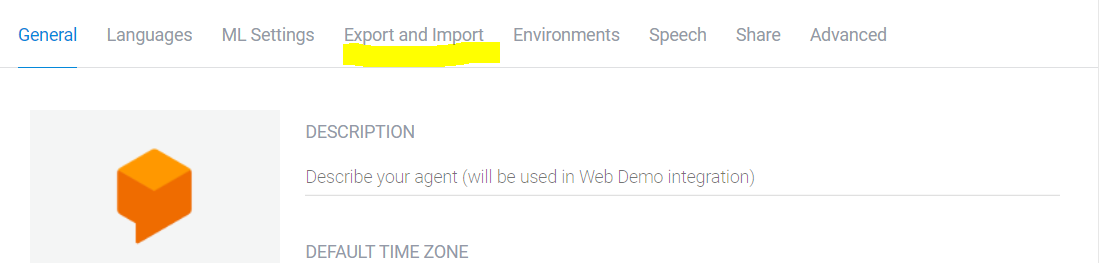 General Languages ML Settings Export and Import Environments Speech Share Advanced
DESCRIPTION
Describe your agent (will be used in Web Demo integration)
DEFAULT TIME ZONE